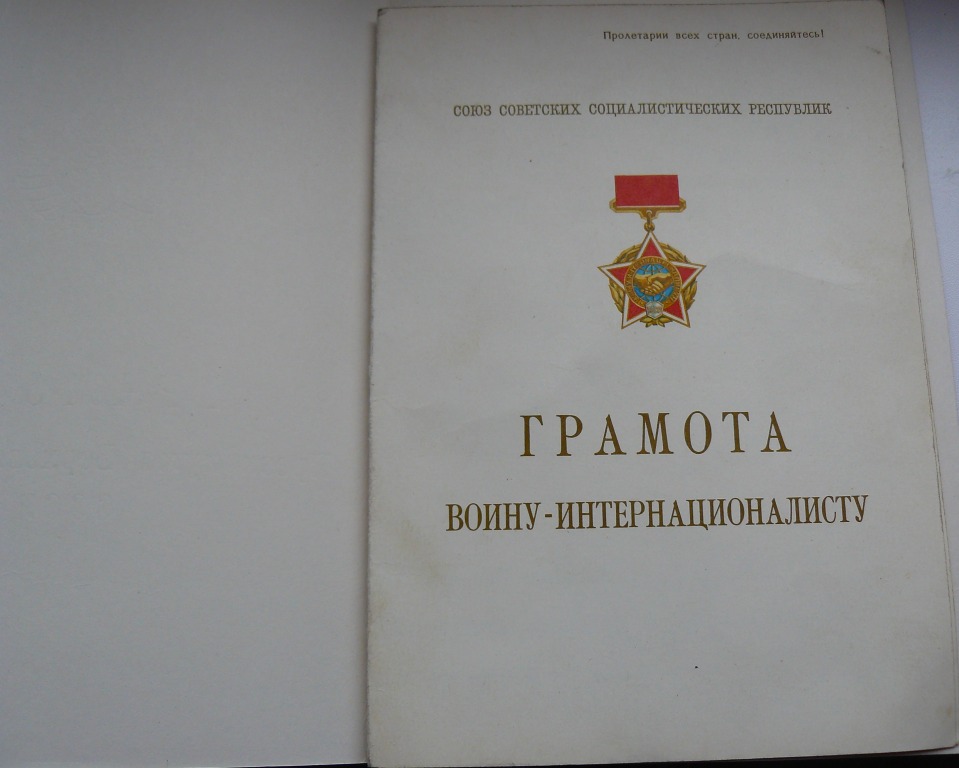 Пролетарии всех стран, соединяйтесь!
СОЮЗ СОВЕТСКИХ СОЦИАЛИСТИЧЕСКИХ РЕСПУБЛИК
ГРАМОТА
ВОИНУ-ИНТЕРНАЦИОНАЛИСТУ